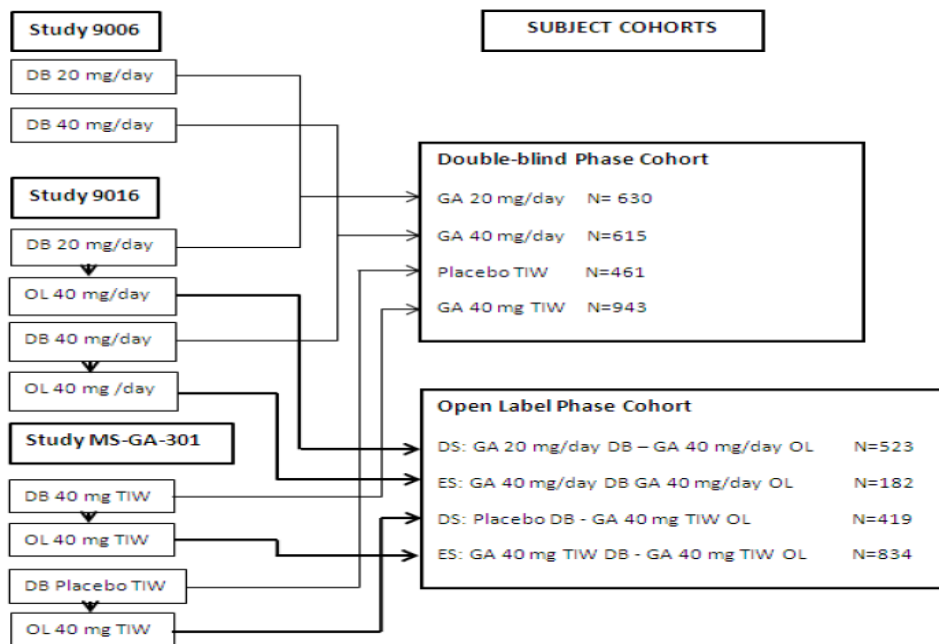 Study 9006
DB 20 mg/day
DB 40 mg/day
Study 9016
DB 20 mg/day
OL 40 mg/day
DB 40 mg/day
OL 40 mg /day
Study MS-GA-301
DB 40 mg TIW
OL 40 mg TIW
DB Placebo TIW
OL 40 mg TIW
SUBJECT COHORTS
Double-blind Phase Cohort
GA 20 mg/day N= 630
GA 40 mg/day N=615
Placebo TIW N=461
GA 40 mg TIW N=943
Open Label Phase Cohort
DS: GA 20 mg/day DB – GA 40 mg/day OL N=523
ES: GA 40 mg/day DB GA 40 mg/day OL N=182
DS: Placebo DB - GA 40 mg TIW OL N=419
ES: GA 40 mg TIW DB - GA 40 mg TIW OL N=834